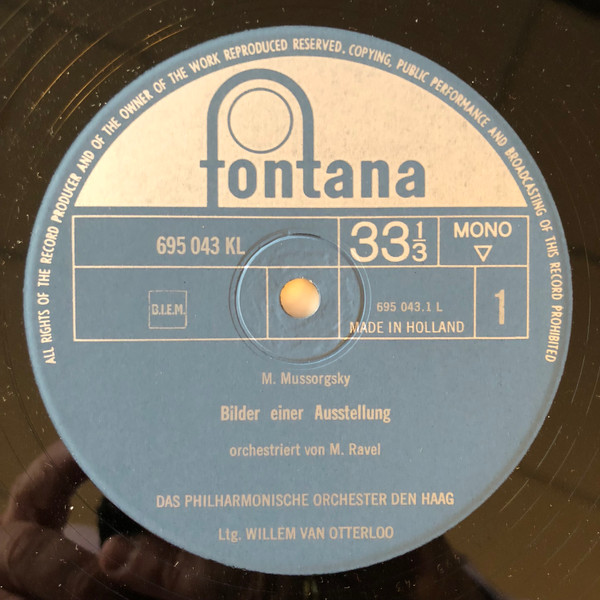 ALL RIGHTS OF THE RECORD PRODUCER AND OF THE OWNER OF THE WORK REPRODUCED RESERVED. COPYING, PUBLIC PERFORMANCE AND BROADCASTING OF THIS RECORD PROHIBITED
fontana
695 043 KL
33 1/3
MONO
▽
B.I.E.M.
695 043.1 L
MADE IN HOLLAND
1
M. Mussorgsky
Bilder einer Ausstellung
orchestriert von M. Ravel
DAS PHILHARMONISCHE ORCHESTER DEN HAAG
Ltg. WILLEM VAN OTTERLOO